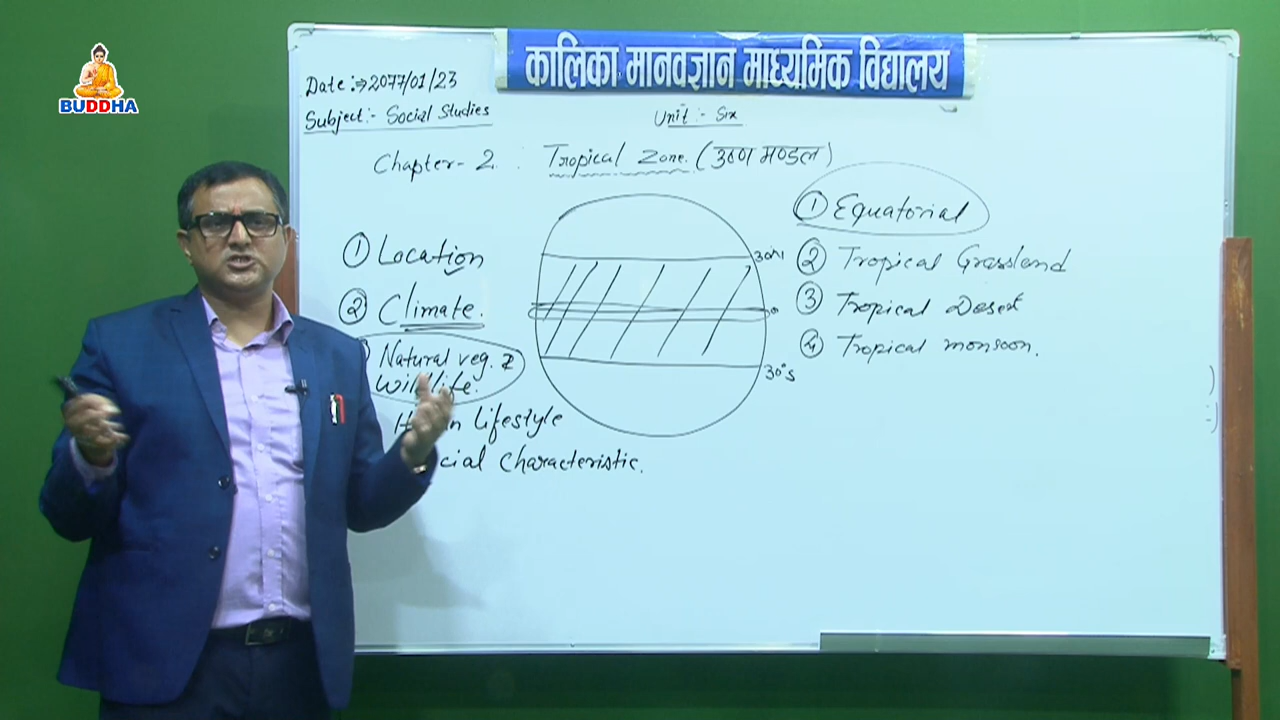 BUDDHA
कालिका मानवज्ञान माध्यमिक विद्यालय
Date:⇒2077/01/23
Subject:- Social Studies
Unit:- Six
Chapter-2 : Tropical Zone. (उष्ण मण्डल)
① Location
② Climate.
Natural veg. &
Wildlife.
Lifestyle
Characteristic.
30°N
0°
30°S
① Equatorial
② Tropical Grassland
③ Tropical Desert
④ Tropical monsoon.